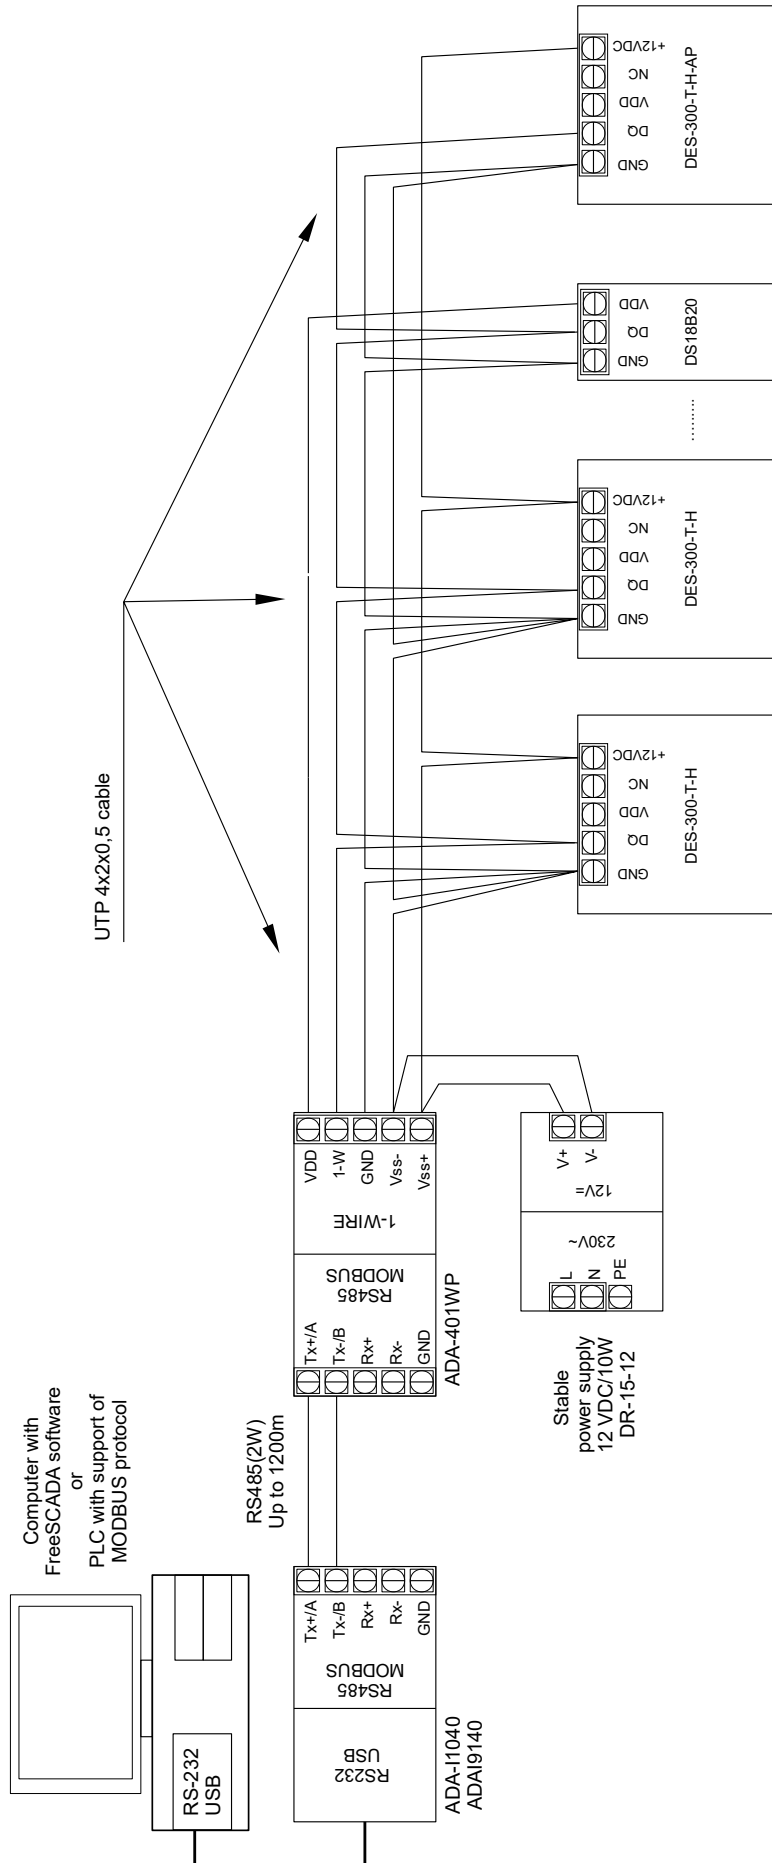 Computer with
FreeSCADA software
or
PLC with support of
MODBUS protocol
RS-232
USB
RS232
USB
RS485
MODBUS
Tx+/A
Tx-/B
Rx+
Rx-
GND
ADA-I1040
ADAI9140
RS485(2W)
Up to 1200m
Tx+/A
Tx-/B
Rx+
Rx-
GND
RS485
MODBUS
1-WIRE
VDD
1-W
GND
Vss-
Vss+
ADA-401WP
Stable
power supply
12 VDC/10W
DR-15-12
L
N
PE
230V~
12V=
V+
V-
UTP 4x2x0,5 cable
+12VDC
NC
VDD
DQ
GND
DES-300-T-H
+12VDC
NC
VDD
DQ
GND
DES-300-T-H
..........
VDD
DQ
GND
DS18B20
+12VDC
NC
VDD
DQ
GND
DES-300-T-H-AP